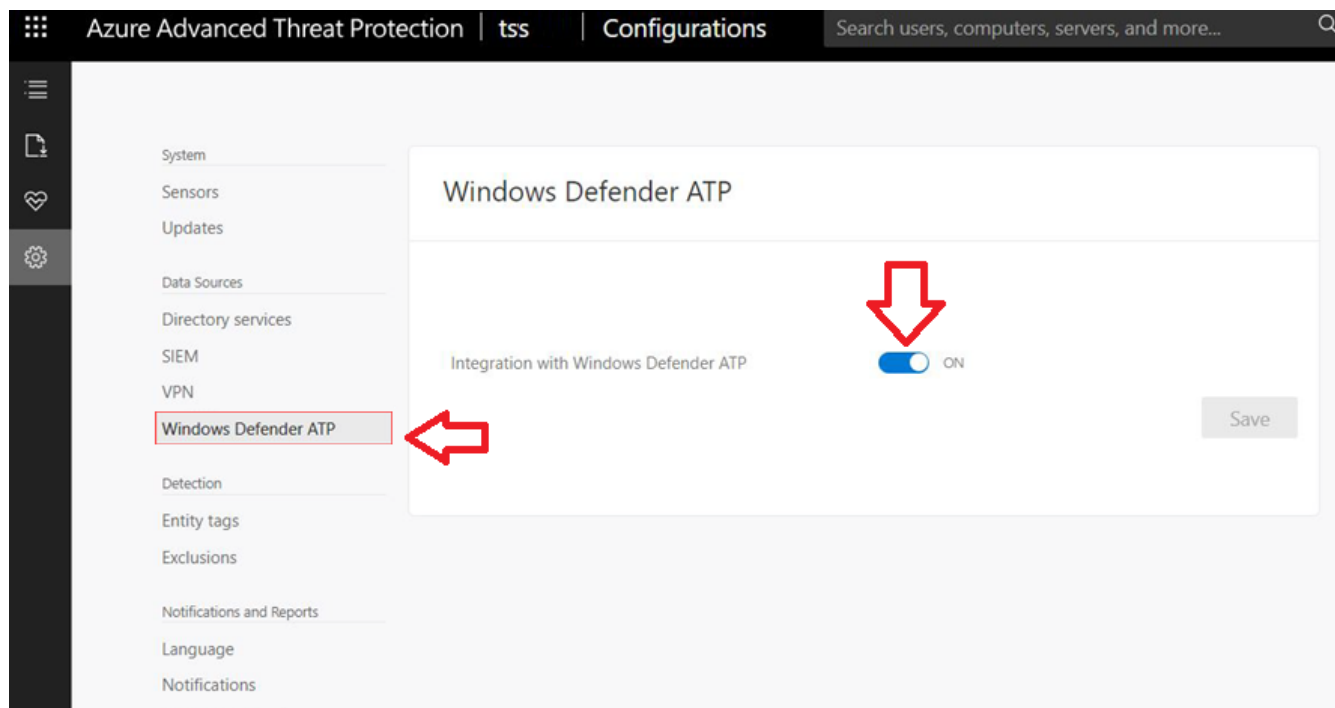 Azure Advanced Threat Protection | tss | Configurations Search users, computers, servers, and more...
System
Sensors
Updates
Data Sources
Directory services
SIEM
VPN
Windows Defender ATP
Detection
Entity tags
Exclusions
Notifications and Reports
Language
Notifications
Windows Defender ATP
Integration with Windows Defender ATP ON
Save